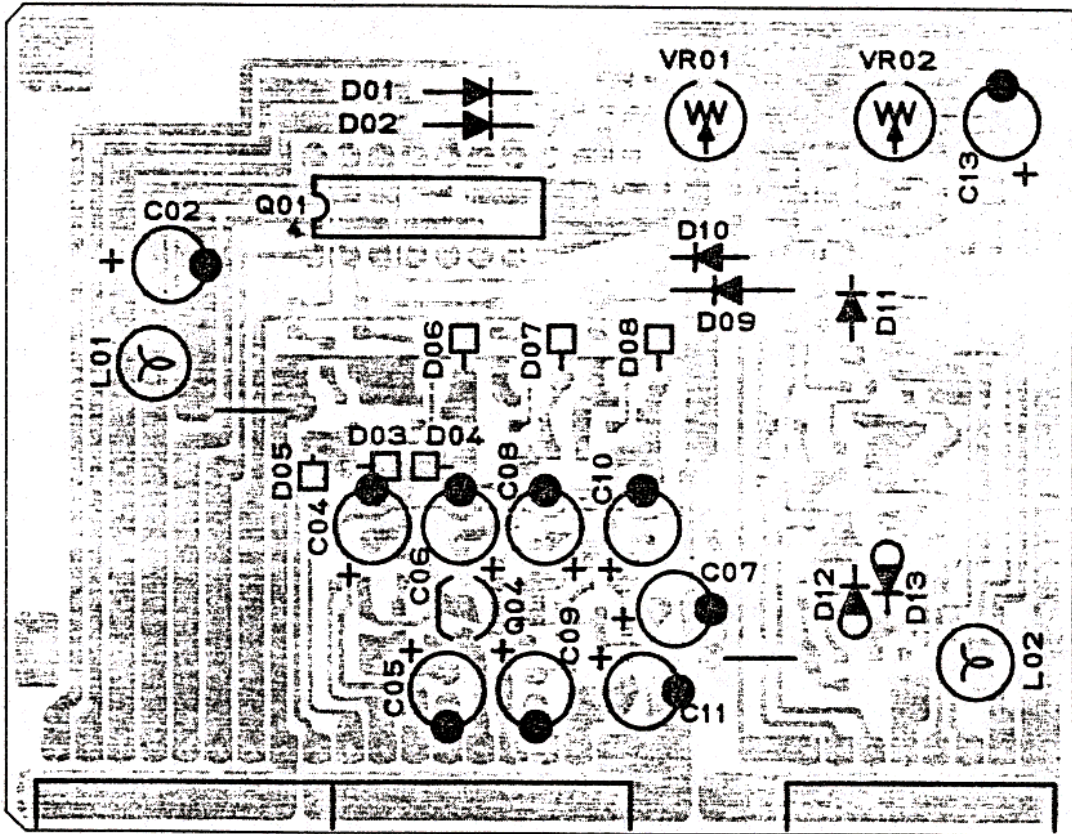 VR01
VR02
D01
D02
C13
+
Q01
C02
+
D10
D09
D11
D06
D07
D08
L01
D03
D04
D05
C08
C10
C04
+
C06
+
+
+
C07
+
Q04
C09
D12
D13
L02
C05
+
+
+
C11